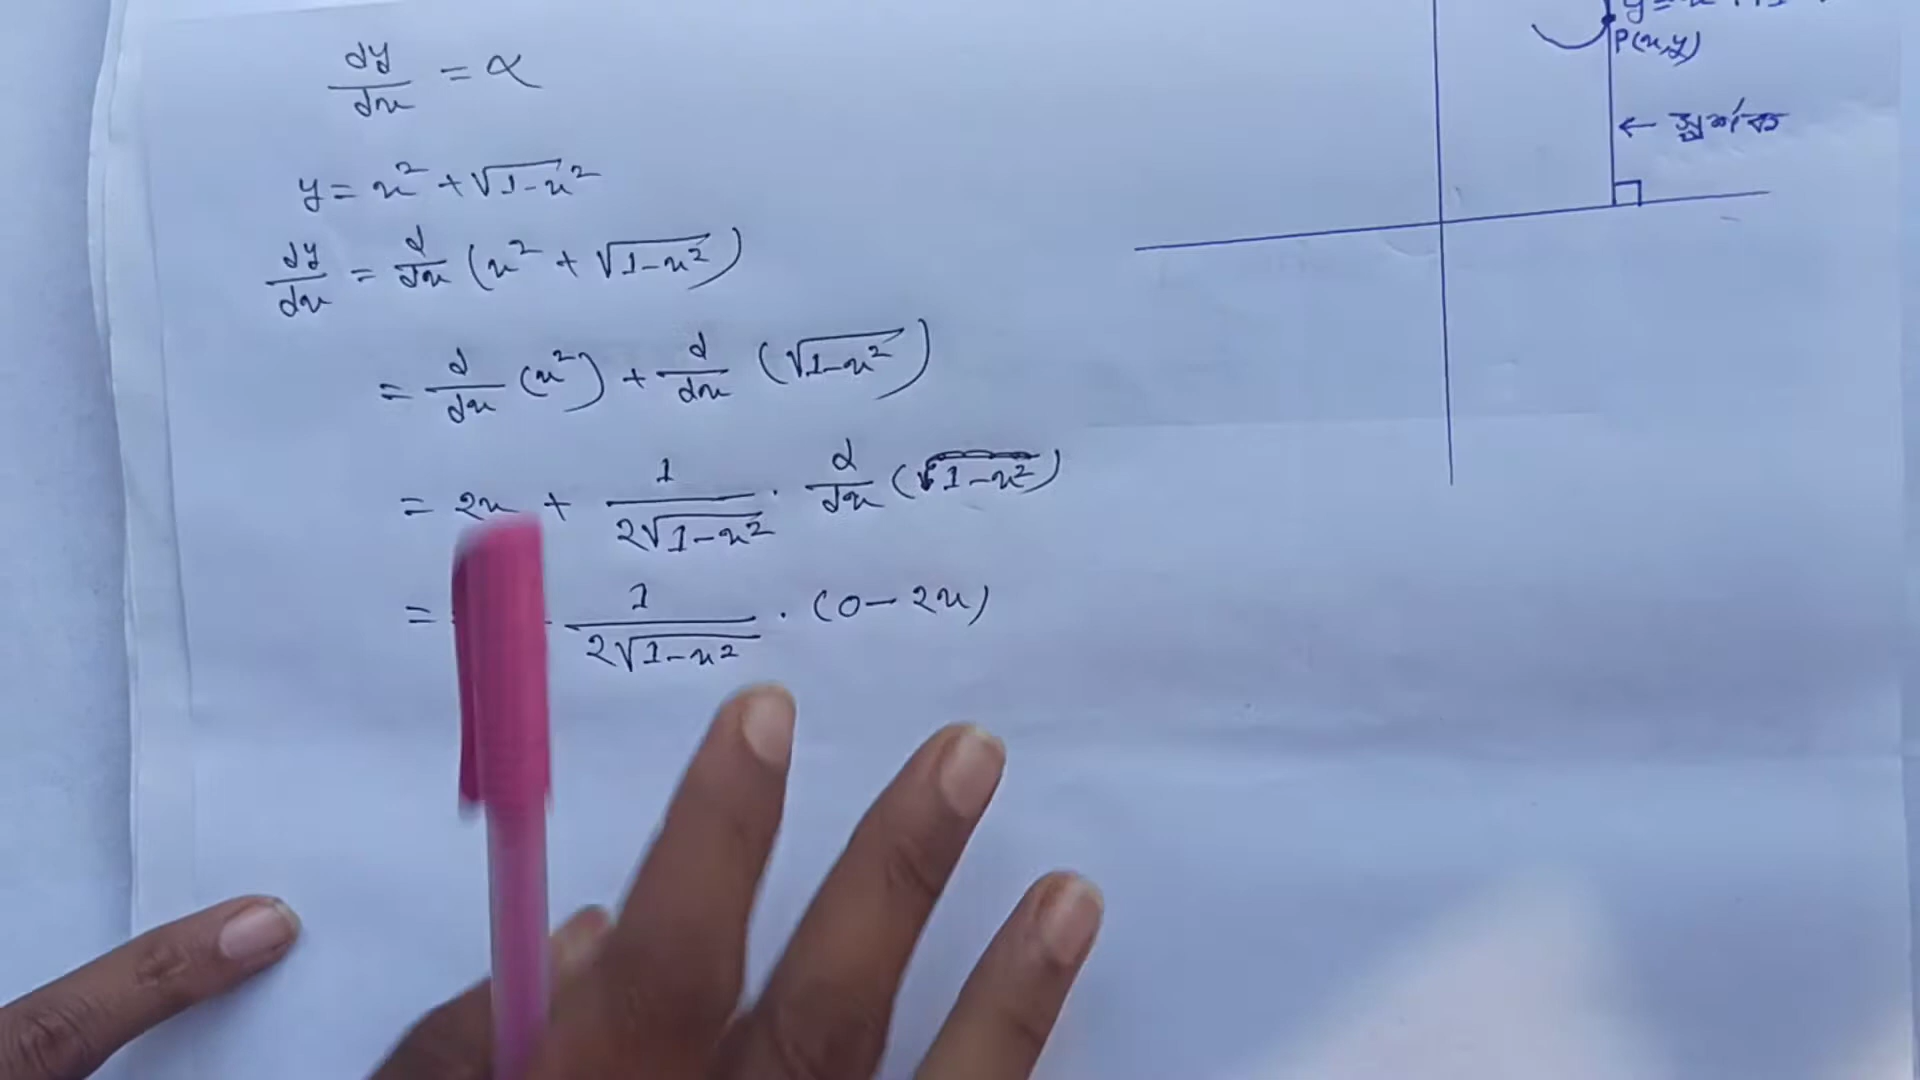 dy/dx = α
y = x² + √1-x²
dy/dx = d/dx (x² + √1-x²)
= d/dx (x²) + d/dx (√1-x²)
= 2x + 1/2√1-x² · d/dx (√1-x²)
= 1/2√1-x² · (0-2x)
P(x,y)
← স্পর্শক